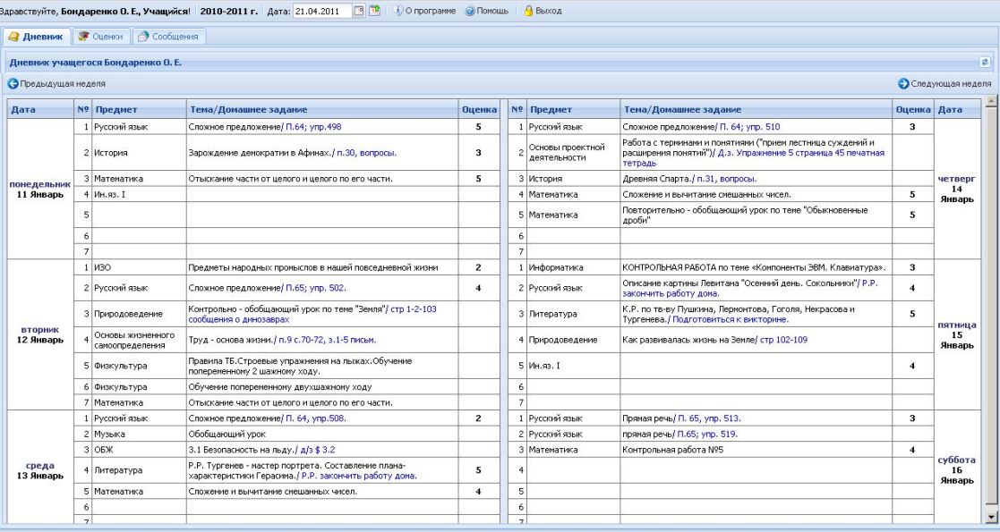 Здравствуйте, Бондаренко О. Е., Учащийся! 2010-2011 г. Дата: 21.04.2011 О программе Помощь Выход
Дневник Оценки Сообщения
Дневник учащегося Бондаренко О. Е.
Предыдущая неделя Следующая неделя
Дата № Предмет Тема/Домашнее задание Оценка № Предмет Тема/Домашнее задание Оценка Дата
понедельник
11 Январь
1 Русский язык Сложное предложение/ П.64; упр.498 5
2 История Зарождение демократии в Афинах./ п.30, вопросы. 3
3 Математика Отыскание части от целого и целого по его части. 5
4 Ин.яз. I
5
6
7
вторник
12 Январь
1 ИЗО Предметы народных промыслов в нашей повседневной жизни 2
2 Русский язык Сложное предложение/ П.65; упр. 502. 4
3 Природоведение Контрольно - обобщающий урок по теме "Земля"/ стр 1-2-103
сообщения о динозаврах
4 Основы жизненного
самоопределения
Труд - основа жизни./ п.9 с.70-72, з.1-5 письм.
5 Физкультура Правила ТБ.Строевые упражнения на лыжах.Обучение
попеременному 2 шажному ходу.
6 Физкультура Обучение попеременному двухшажному ходу
7 Математика Отыскание части от целого и целого по его части.
среда
13 Январь
1 Русский язык Сложное предложение/ П. 64, упр.508. 2
2 Музыка Обобщающий урок
3 ОБЖ 3.1 Безопасность на льду./ д/з $ 3.2
4 Литература Р.Р. Тургенев - мастер портрета. Составление плана-
характеристики Герасина./ Р.Р. закончить работу дома. 5
5 Математика Сложение и вычитание смешанных чисел. 4
6
7
четверг
14
Январь
1 Русский язык Сложное предложение/ П. 64; упр. 510 3
2 Основы проектной
деятельности
Работа с терминами и понятиями ("прием лестница суждений и
расширения понятий")/ Д.з. Упражнение 5 страница 45 печатная
тетрадь
3 История Древняя Спарта./ п.31, вопросы.
4 Математика Сложение и вычитание смешанных чисел. 5
5 Математика Повторительно - обобщающий урок по теме "Обыкновенные
дроби" 5
6
7
пятница
15
Январь
1 Информатика КОНТРОЛЬНАЯ РАБОТА по теме «Компоненты ЭВМ. Клавиатура». 3
2 Русский язык Описание картины Левитана "Осенний день. Сокольники"/ Р.Р.
закончить работу дома. 4
3 Литература К.Р. по тв-ву Пушкина, Лермонтова, Гоголя, Некрасова и
Тургенева./ Подготовиться к викторине. 5
4 Природоведение Как развивалась жизнь на Земле/ стр 102-109
5 Ин.яз. I 4
6
7
суббота
16
Январь
1 Русский язык Прямая речь/ П. 65, упр. 513. 3
2 Русский язык прямая речь/ П.65; упр. 519.
3 Математика Контрольная работа №5 4
4
5
6
7